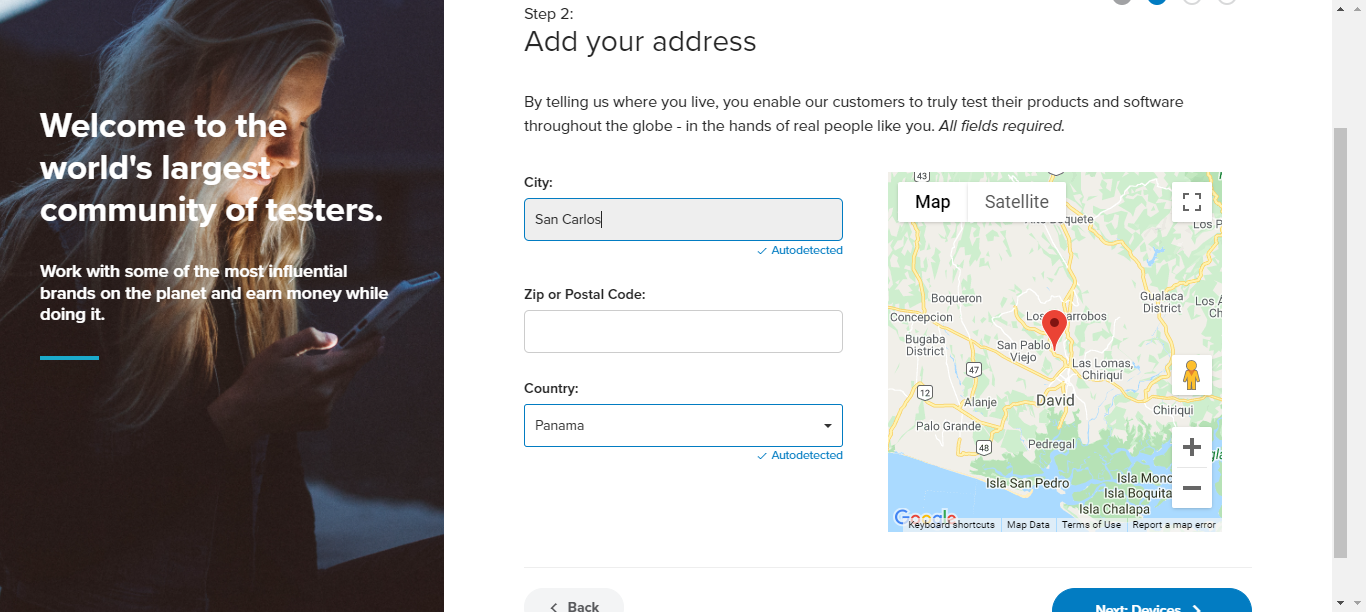 Welcome to the
world's largest
community of testers.
Work with some of the most influential
brands on the planet and earn money while
doing it.
Step 2:
Add your address
By telling us where you live, you enable our customers to truly test their products and software
throughout the globe - in the hands of real people like you. All fields required.
City:
San Carlos
Autodetected
Zip or Postal Code:
Country:
Panama
Autodetected
43
Map
Satellite
Boquete
Los P
Boqueron
Gualaca
District
Los A
Ch
Concepcion
Los arrobos
Bugaba
District
San Pablo
Viejo
Las Lomas,
Chiriquí
47
12
Alanje
David
Chiriqui
Palo Grande
48
Pedregal
Isla San Pedro
Isla Monc
Isla Boquita
Isla Chalapa
Google
Keyboard shortcuts
Map Data
Terms of Use
Report a map error
Back
Next: Devices